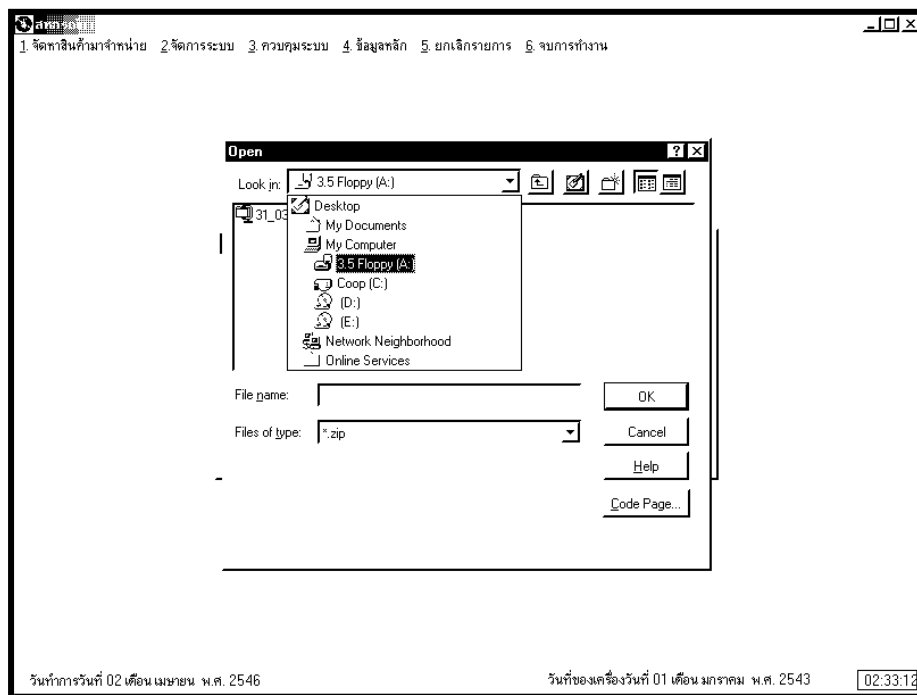 สหกรณ์
1. จัดหาสินค้ามาจำหน่าย 2.จัดการระบบ 3. ควบคุมระบบ 4. ข้อมูลหลัก 5. ยกเลิกรายการ 6. จบการทำงาน
Open
Look in: 3.5 Floppy (A:)
31_03
Desktop
My Documents
My Computer
3.5 Floppy (A:
Coop (C:)
(D:)
(E:)
Network Neighborhood
Online Services
File name:
OK
Files of type: *.zip
Cancel
Help
Code Page...
วันทำการวันที่ 02 เดือน เมษายน พ.ศ. 2546
วันที่ของเครื่องวันที่ 01 เดือน มกราคม พ.ศ. 2543
02:33:12